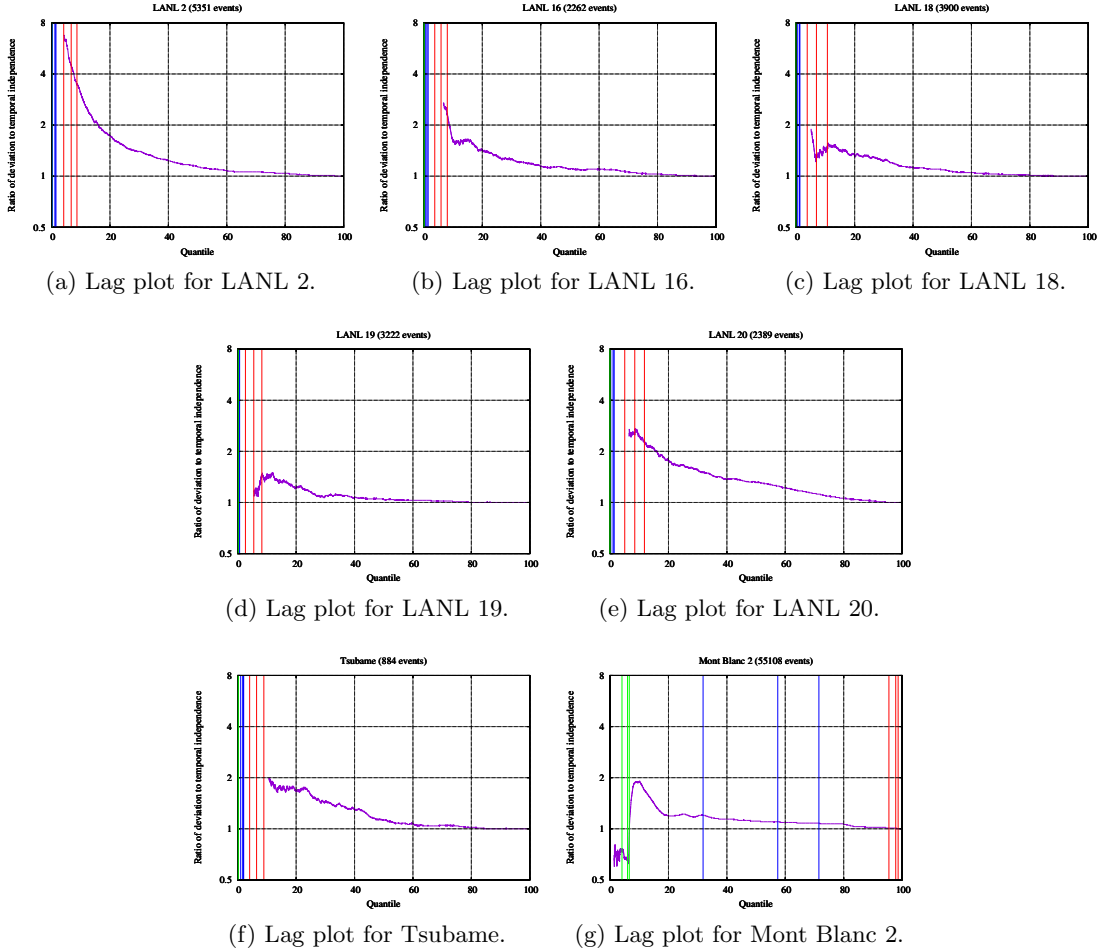 LANL 2 (5351 events)
Ratio of deviation to temporal independence
8
4
2
1
0.5
0 20 40 60 80 100
Quantile
(a) Lag plot for LANL 2.
LANL 16 (2262 events)
Ratio of deviation to temporal independence
8
4
2
1
0.5
0 20 40 60 80 100
Quantile
(b) Lag plot for LANL 16.
LANL 18 (3900 events)
Ratio of deviation to temporal independence
8
4
2
1
0.5
0 20 40 60 80 100
Quantile
(c) Lag plot for LANL 18.
LANL 19 (3222 events)
Ratio of deviation to temporal independence
8
4
2
1
0.5
0 20 40 60 80 100
Quantile
(d) Lag plot for LANL 19.
LANL 20 (2389 events)
Ratio of deviation to temporal independence
8
4
2
1
0.5
0 20 40 60 80 100
Quantile
(e) Lag plot for LANL 20.
Tsubame (884 events)
Ratio of deviation to temporal independence
8
4
2
1
0.5
0 20 40 60 80 100
Quantile
(f) Lag plot for Tsubame.
Mont Blanc 2 (55108 events)
Ratio of deviation to temporal independence
8
4
2
1
0.5
0 20 40 60 80 100
Quantile
(g) Lag plot for Mont Blanc 2.